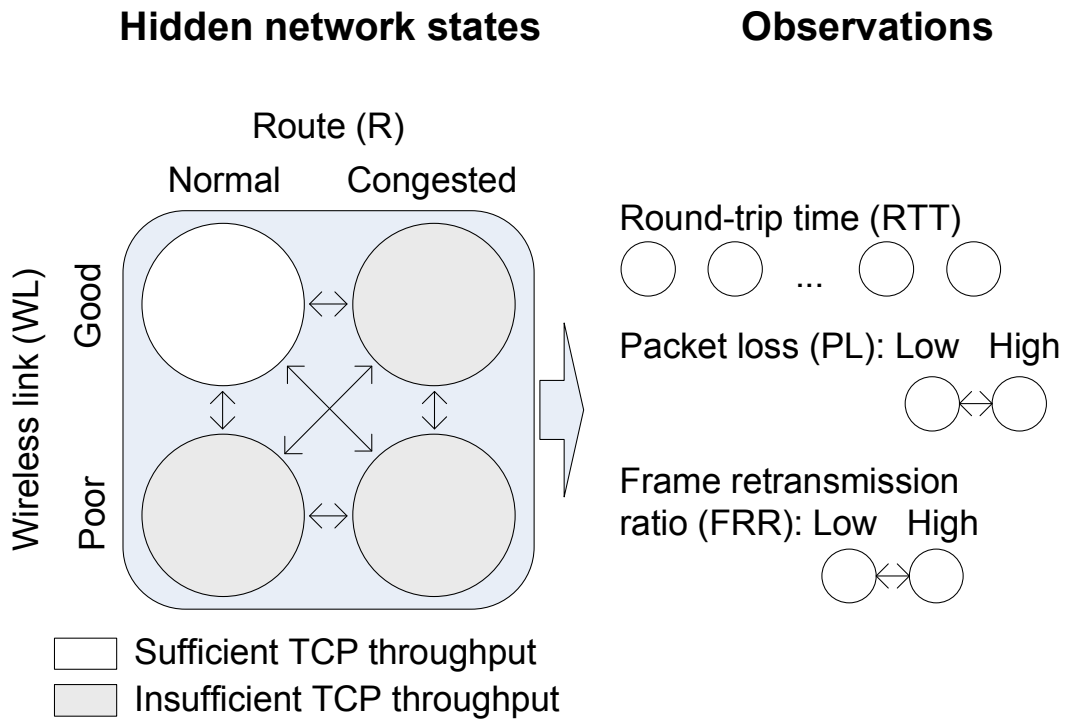 Hidden network states
Observations
Route (R)
Normal Congested
Wireless link (WL)
Good
Poor
Round-trip time (RTT)
...
Packet loss (PL): Low High
Frame retransmission
ratio (FRR): Low High
Sufficient TCP throughput
Insufficient TCP throughput